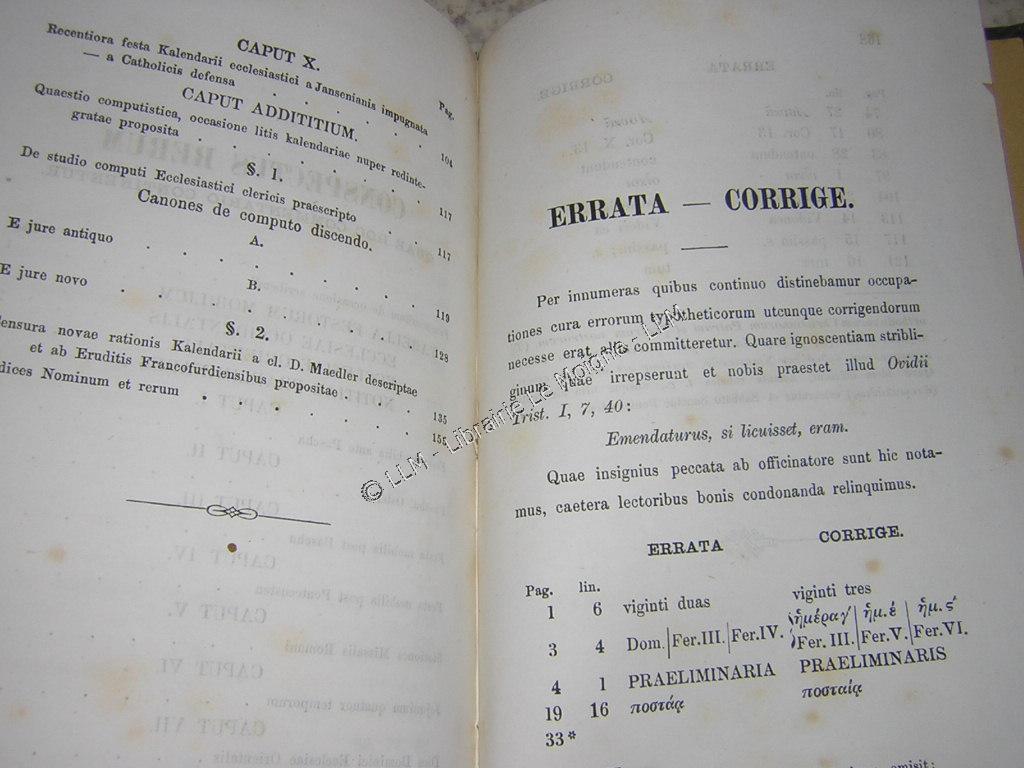 CAPUT X.
Pag.
Recentiora festa Kalendarii ecclesiastici a Jansenianis impugnata
— a Catholicis defensa . . . . . . 104
CAPUT ADDITITIUM.
Quaestio computistica, occasione litis kalendariae nuper redinte-
gratae proposita . . . . . . . 117
§. 1.
De studio computi Ecclesiastici clericis praescripto . 117
Canones de computo discendo.
A.
E jure antiquo . . . . . . . . 119
B.
E jure novo . . . . . . . . 128
§. 2.
ensura novae rationis Kalendarii a cl. D. Maedler descriptae
et ab Eruditis Francofurdiensibus propositae . . . 135
dices Nominum et rerum . . . . . . 155
ERRATA — CORRIGE.
Per innumeras quibus continuo distinebamur occupa-
tiones cura errorum typotheticorum utcunque corrigendorum
necesse erat aliis committeretur. Quare ignoscentiam stribli-
ginum quae irrepserunt et nobis praestet illud Ovidii
Trist. I, 7, 40:
Emendaturus, si licuisset, eram.
Quae insignius peccata ab officinatore sunt hic nota-
mus, caetera lectoribus bonis condonanda relinquimus.
ERRATA CORRIGE.
Pag. lin.
1 6 viginti duas viginti tres
3 4 Dom.|Fer.III.|Fer.IV. ἡμέραγ'|ἡμ. έ|ἡμ. ς'
Fer. III.|Fer.V.|Fer.VI.
4 1 PRAELIMINARIA PRAELIMINARIS
19 16 ποστάᾳ ποσταίᾳ
33*
© LLM - Librairie Le Moigne - LLM